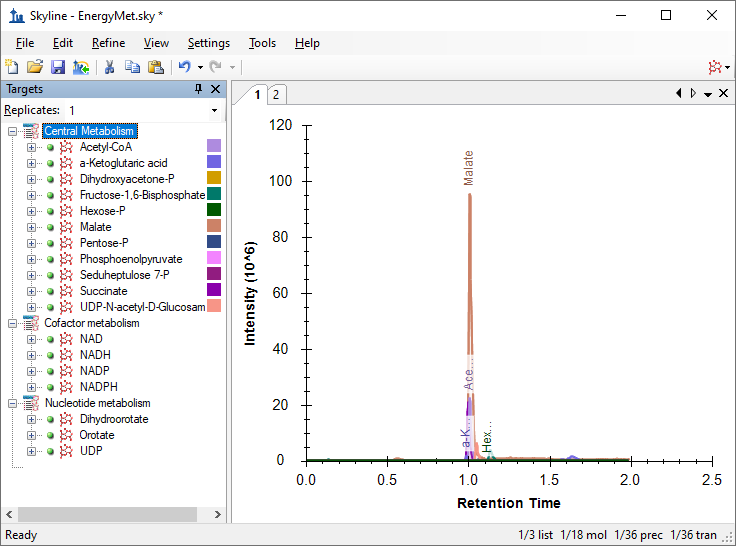 Skyline - EnergyMet.sky *
File Edit Refine View Settings Tools Help
Targets
Replicates: 1
Central Metabolism
Acetyl-CoA
a-Ketoglutaric acid
Dihydroxyacetone-P
Fructose-1,6-Bisphosphate
Hexose-P
Malate
Pentose-P
Phosphoenolpyruvate
Seduheptulose 7-P
Succinate
UDP-N-acetyl-D-Glucosam
Cofactor metabolism
NAD
NADH
NADP
NADPH
Nucleotide metabolism
Dihydroorotate
Orotate
UDP
1 2
120
100
80
60
40
20
0
Intensity (10^6)
Malate
Ace...
a-K...
Hex...
0.0 0.5 1.0 1.5 2.0 2.5
Retention Time
Ready 1/3 list 1/18 mol 1/36 prec 1/36 tran